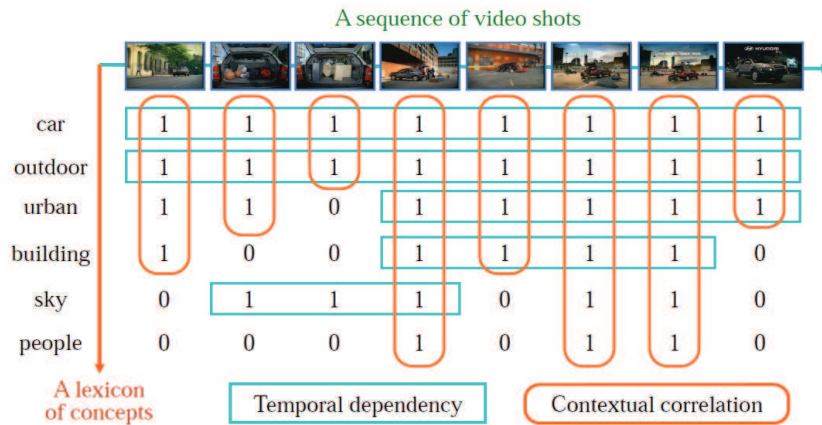 A sequence of video shots
HYUNDAI
car 1 1 1 1 1 1 1 1
outdoor 1 1 1 1 1 1 1 1
urban 1 1 0 1 1 1 1 1
building 1 0 0 1 1 1 1 0
sky 0 1 1 1 0 1 1 0
people 0 0 0 1 0 1 1 0
A lexicon
of concepts
Temporal dependency
Contextual correlation